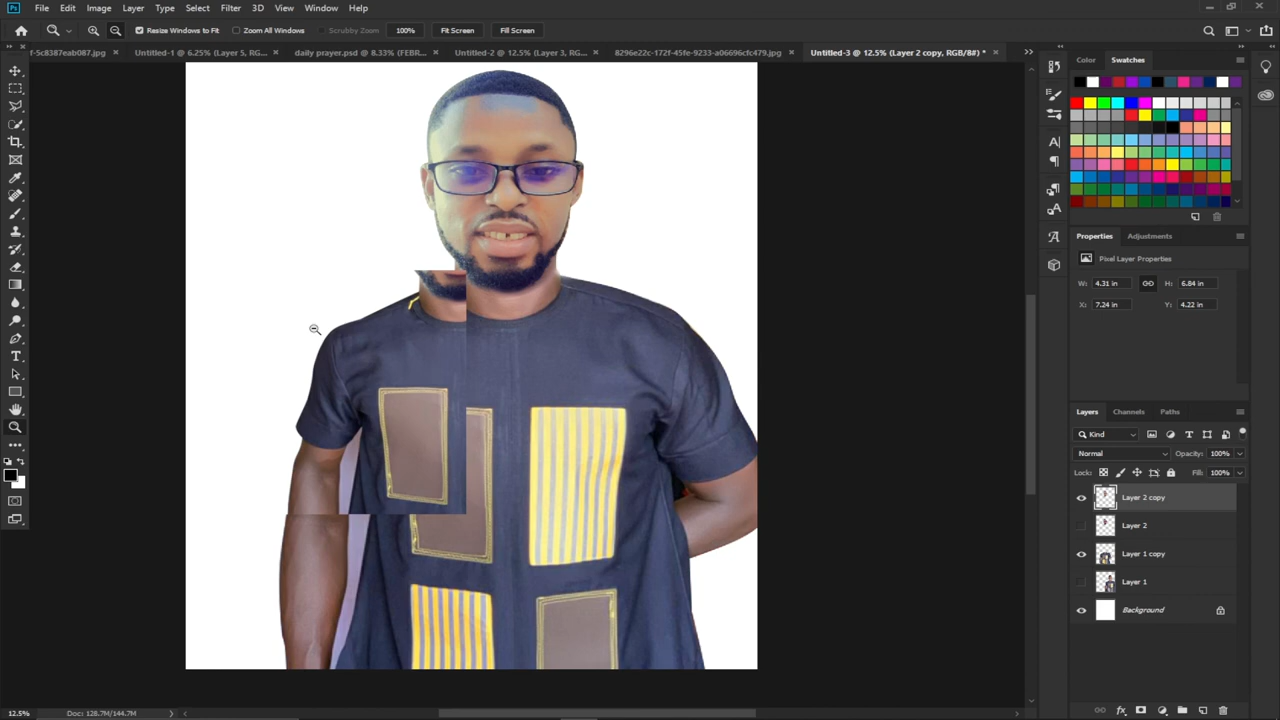 Ps File Edit Image Layer Type Select Filter 3D View Window Help
Resize Windows to Fit Zoom All Windows Scrubby Zoom 100% Fit Screen Fill Screen
f-5c8387eab087.jpg × Untitled-1 @ 6.25% (Layer 5, RG... × daily prayer.psd @ 8.33% (FEBR... × Untitled-2 @ 12.5% (Layer 3, RG... × 8296e22c-172f-45fe-9233-a06696cfc479.jpg × Untitled-3 @ 12.5% (Layer 2 copy, RGB/8#) * ×
Color Swatches
Properties Adjustments
Pixel Layer Properties
W: 4.31 in H: 6.84 in
X: 7.24 in Y: 4.22 in
Layers Channels Paths
Kind
Normal Opacity: 100%
Lock: Fill: 100%
Layer 2 copy
Layer 2
Layer 1 copy
Layer 1
Background
12.5% Doc: 128.7M/144.7M